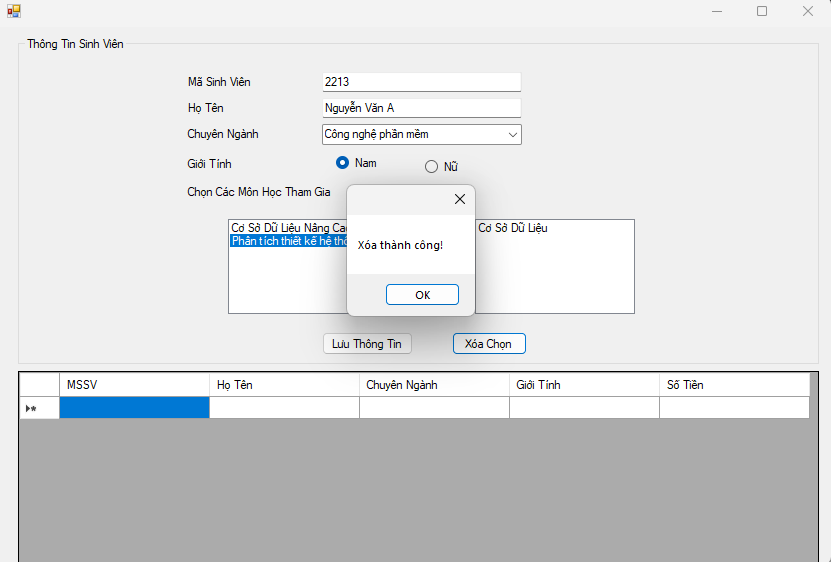 Thông Tin Sinh Viên
Mã Sinh Viên
2213
Họ Tên
Nguyễn Văn A
Chuyên Ngành
Công nghệ phần mềm
Giới Tính
Nam
Nữ
Chọn Các Môn Học Tham Gia
Cơ Sở Dữ Liệu Nâng Cao
Phân tích thiết kế hệ
Xóa thành công!
OK
Cơ Sở Dữ Liệu
Lưu Thông Tin
Xóa Chọn
MSSV
Họ Tên
Chuyên Ngành
Giới Tính
Số Tiền